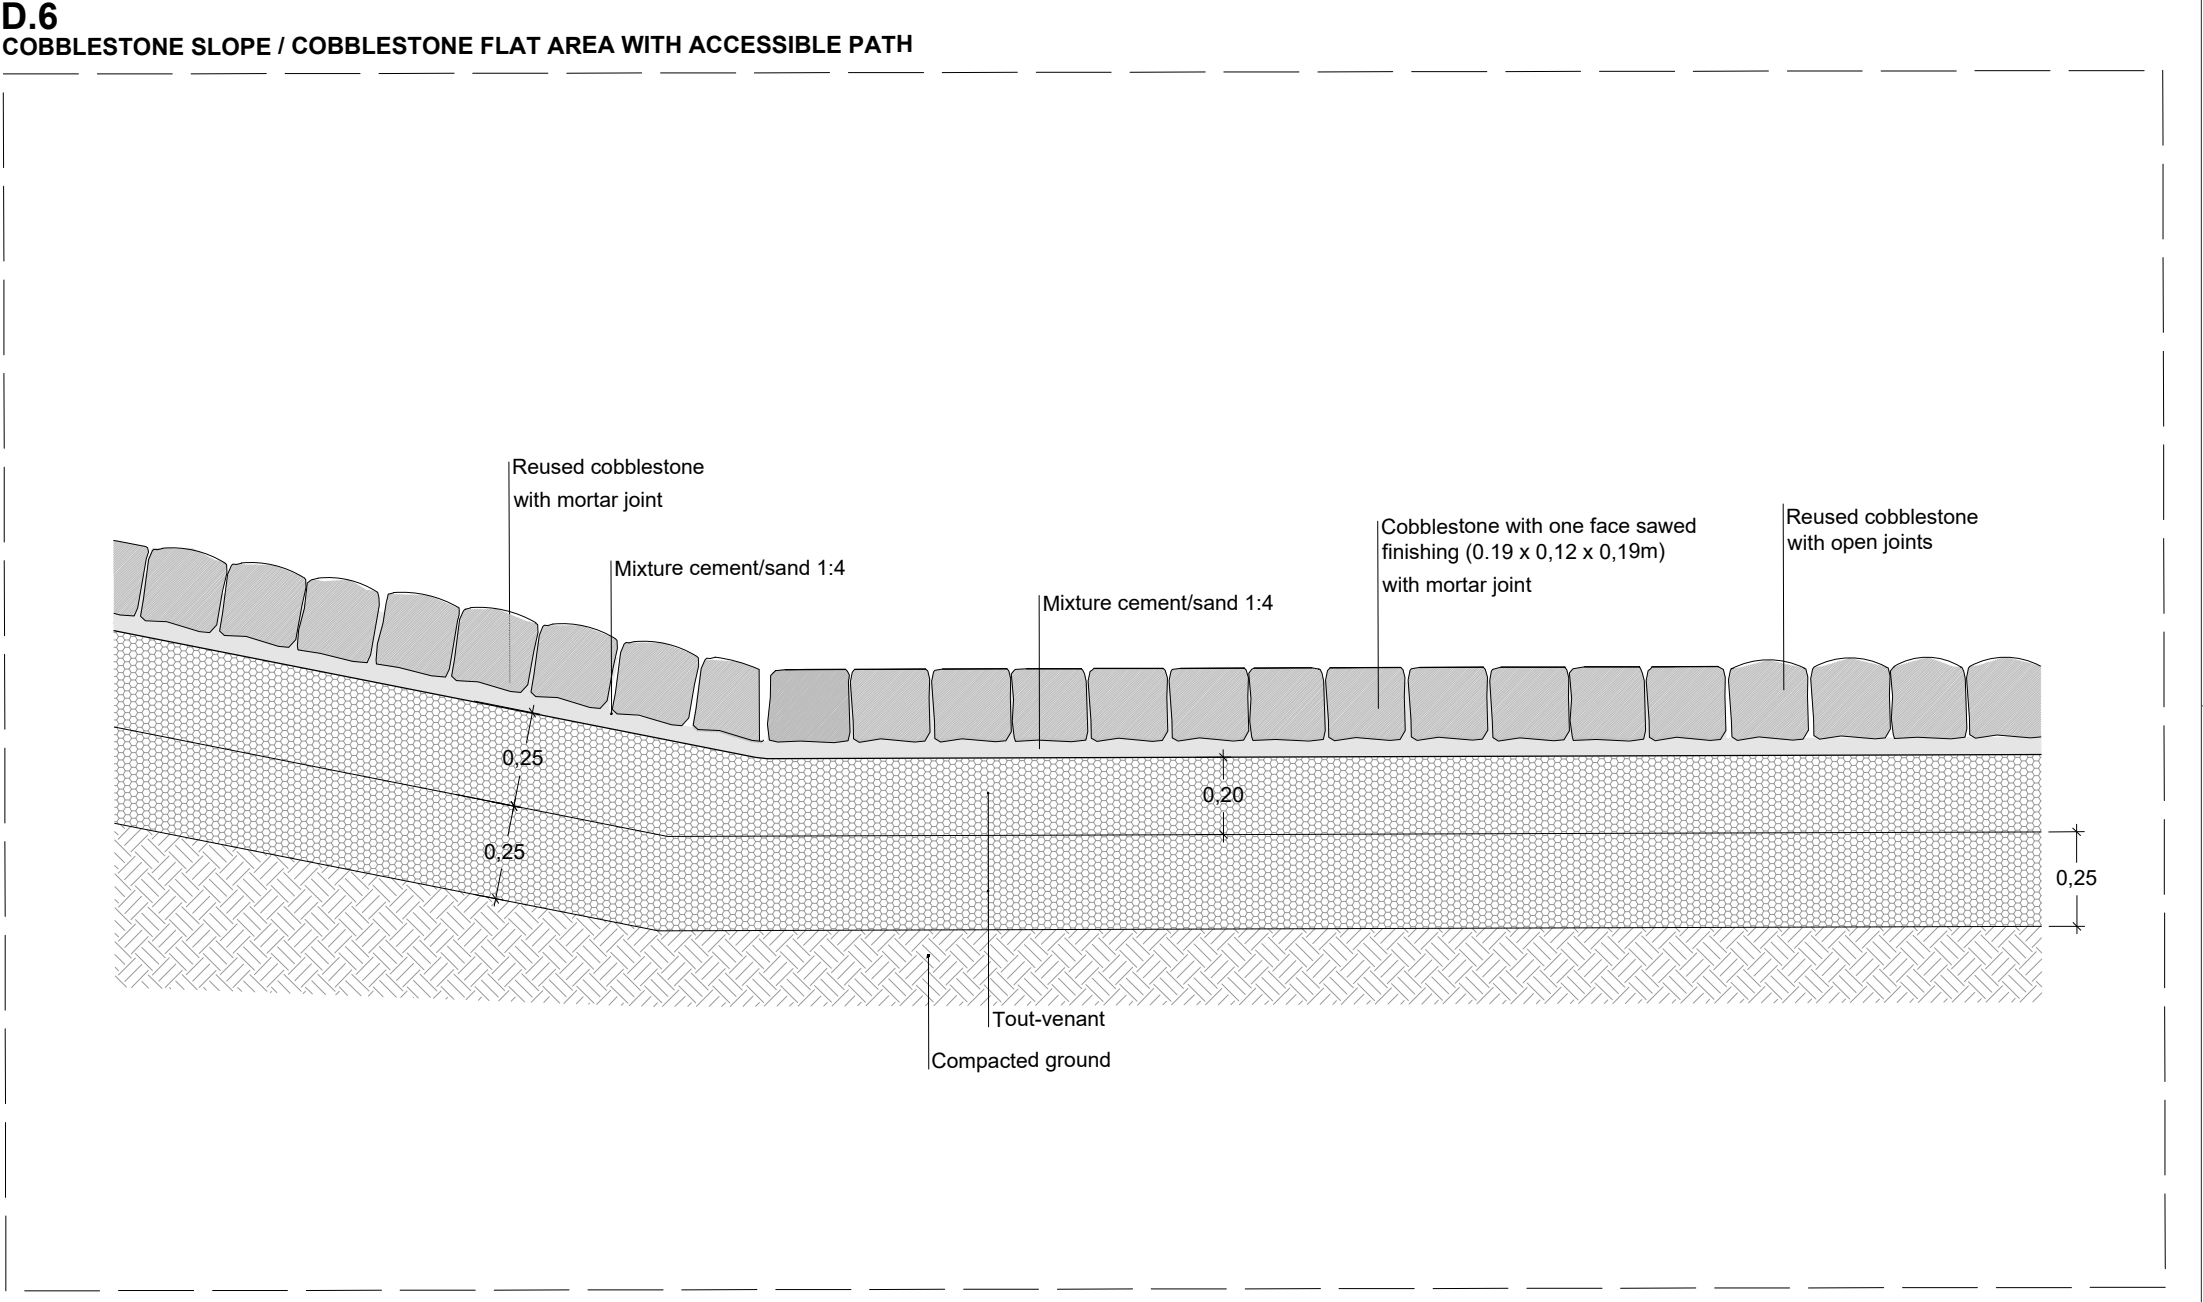 D.6
COBBLESTONE SLOPE / COBBLESTONE FLAT AREA WITH ACCESSIBLE PATH
Reused cobblestone
with mortar joint
Mixture cement/sand 1:4
Mixture cement/sand 1:4
Cobblestone with one face sawed
finishing (0.19 x 0,12 x 0,19m)
with mortar joint
Reused cobblestone
with open joints
0,25
0,20
0,25
0,25
Tout-venant
Compacted ground